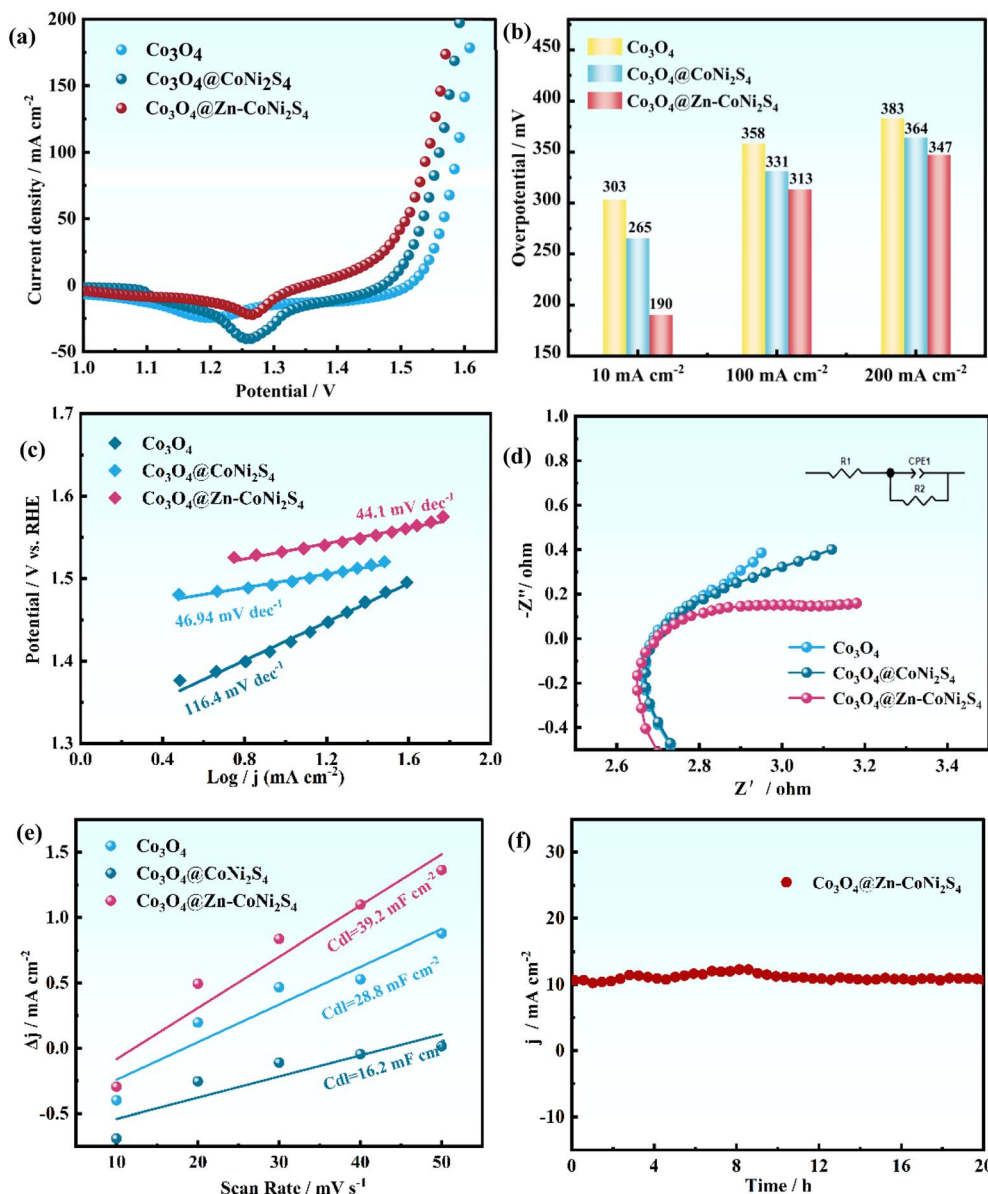 (a)
Co₃O₄
Co₃O₄@CoNi₂S₄
Co₃O₄@Zn-CoNi₂S₄
200
150
100
50
0
-50
Current density / mA cm⁻²
1.0 1.1 1.2 1.3 1.4 1.5 1.6
Potential / V
(b)
Co₃O₄
Co₃O₄@CoNi₂S₄
Co₃O₄@Zn-CoNi₂S₄
450
400
350
300
250
200
150
Overpotential / mV
303
265
190
358
331
313
383
364
347
10 mA cm⁻² 100 mA cm⁻² 200 mA cm⁻²
(c)
Co₃O₄
Co₃O₄@CoNi₂S₄
Co₃O₄@Zn-CoNi₂S₄
1.7
1.6
1.5
1.4
1.3
Potential / V vs. RHE
44.1 mV dec⁻¹
46.94 mV dec⁻¹
116.4 mV dec⁻¹
0.0 0.4 0.8 1.2 1.6 2.0
Log / j (mA cm⁻²)
(d)
1.0
0.8
0.6
0.4
0.2
0.0
-0.2
-0.4
-Z''/ ohm
R1
CPE1
R2
Co₃O₄
Co₃O₄@CoNi₂S₄
Co₃O₄@Zn-CoNi₂S₄
2.6 2.8 3.0 3.2 3.4
Z' / ohm
(e)
Co₃O₄
Co₃O₄@CoNi₂S₄
Co₃O₄@Zn-CoNi₂S₄
1.5
1.0
0.5
0.0
-0.5
Δj / mA cm⁻²
Cdl=39.2 mF cm⁻²
Cdl=28.8 mF cm⁻²
Cdl=16.2 mF cm⁻²
10 20 30 40 50
Scan Rate / mV s⁻¹
(f)
Co₃O₄@Zn-CoNi₂S₄
30
20
10
0
-10
j / mA cm⁻²
0 4 8 12 16 20
Time / h